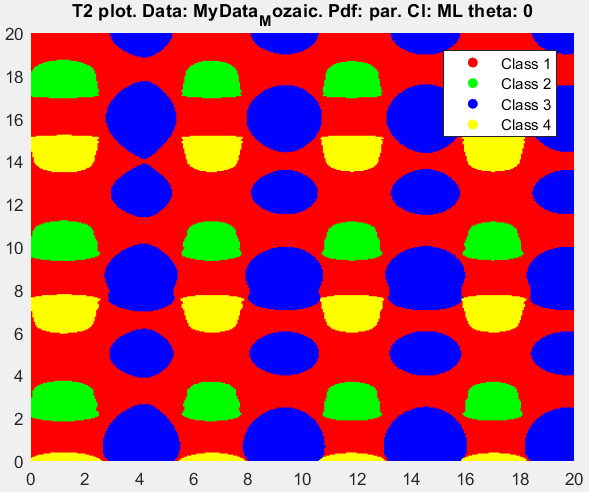 T2 plot. Data: MyData_Mozaic. Pdf: par. Cl: ML theta: 0
20
Class 1
18
Class 2
Class 3
16
Class 4
14
12
10
8
6
4
2
0
0 2 4 6 8 10 12 14 16 18 20